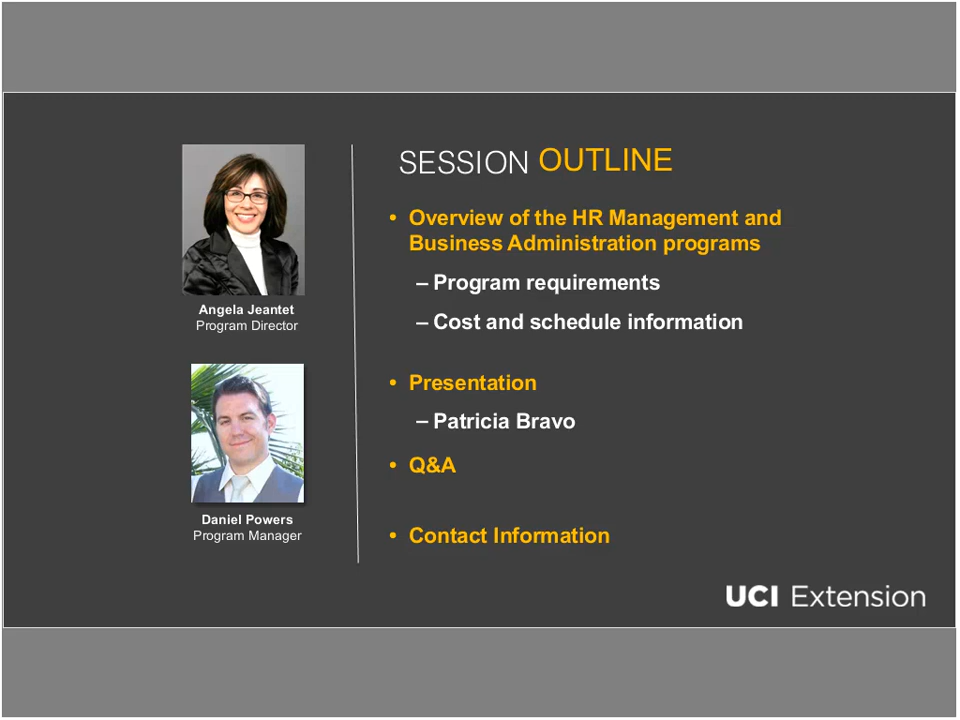 SESSION OUTLINE
• Overview of the HR Management and
Business Administration programs
– Program requirements
– Cost and schedule information
• Presentation
– Patricia Bravo
• Q&A
• Contact Information
Angela Jeantet
Program Director
Daniel Powers
Program Manager
UCI Extension